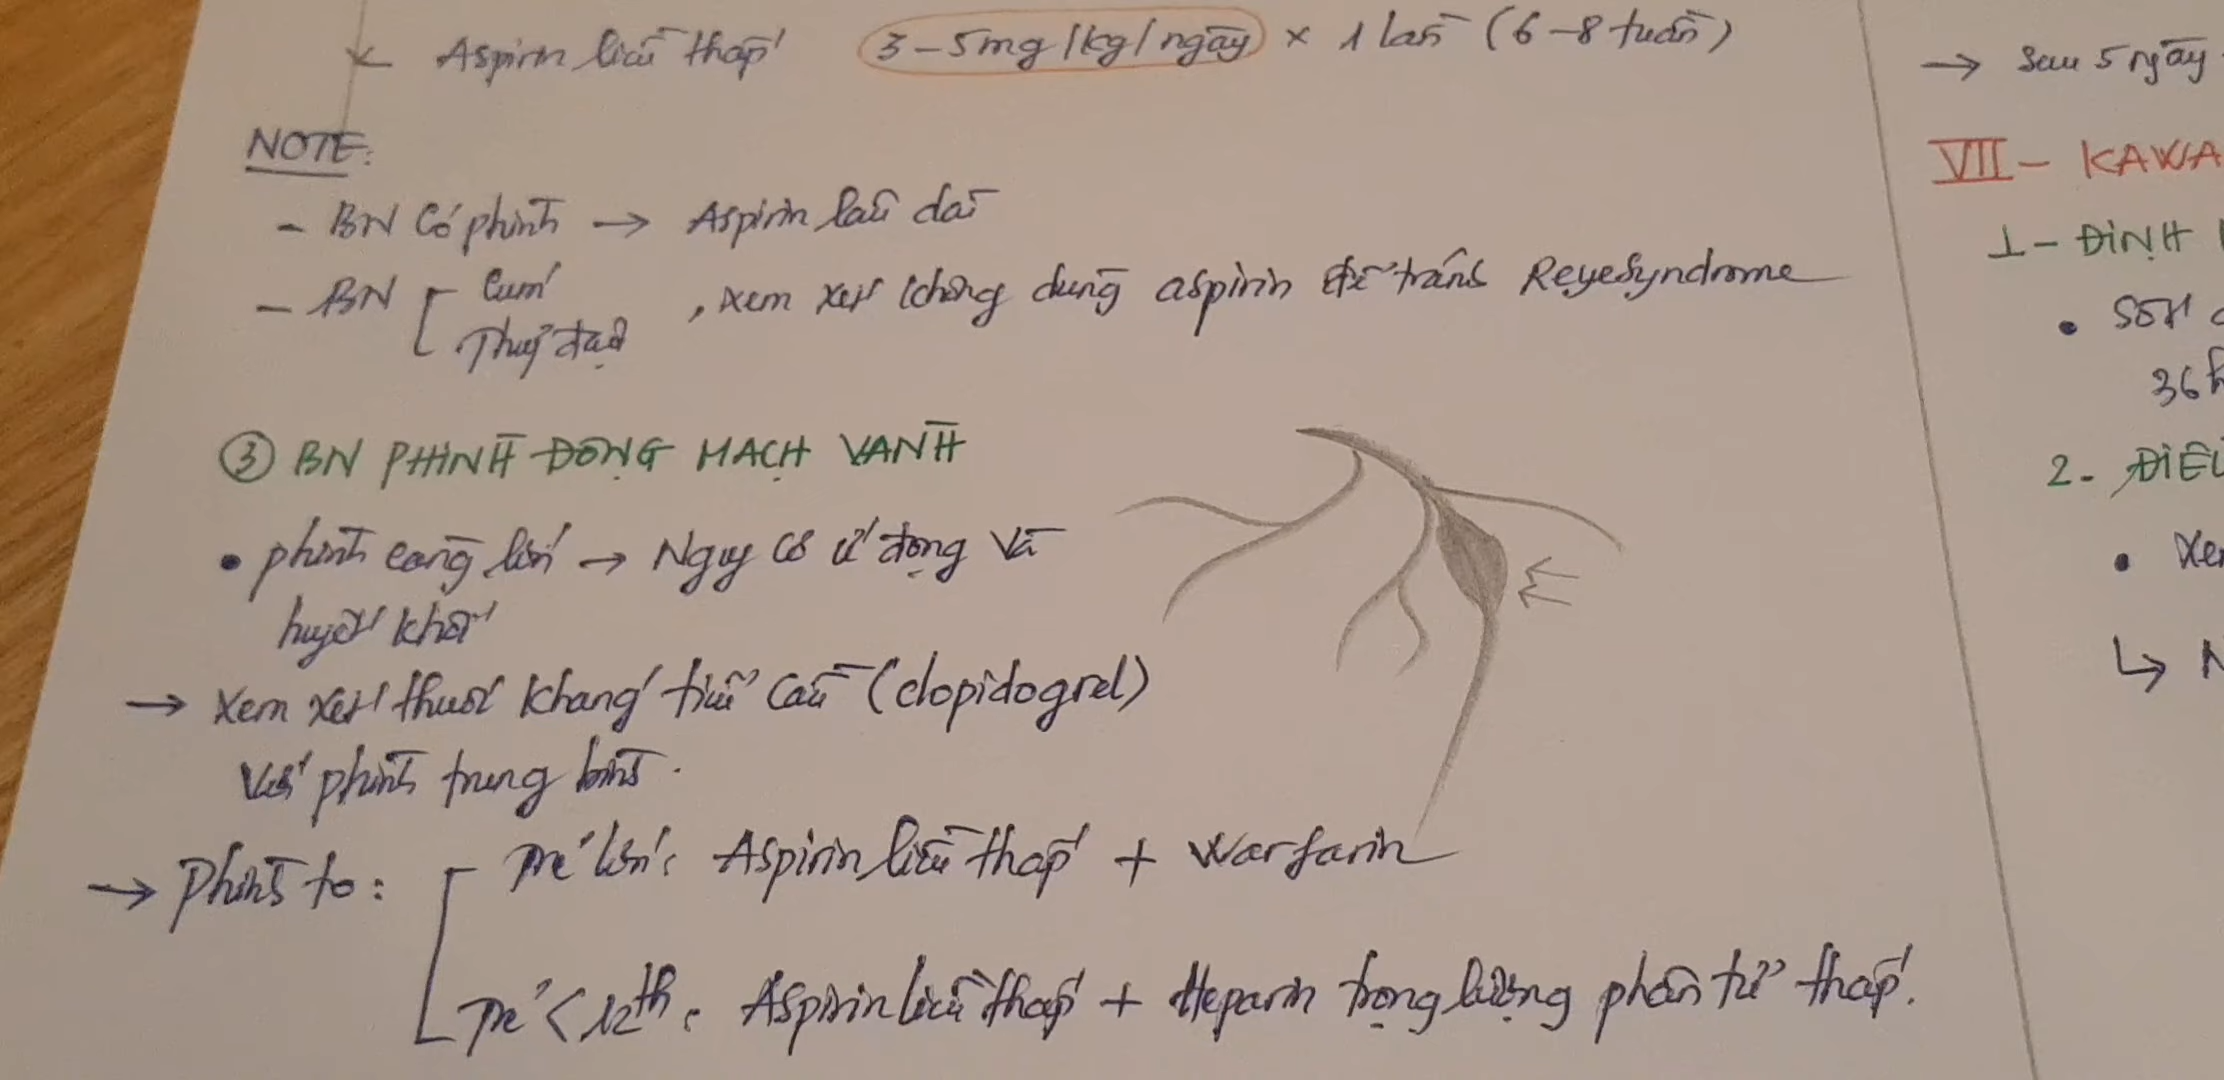 Aspirin liều thấp 3-5mg/kg/ngày × 1 lần (6-8 tuần)
NOTE:
- BN có phình → Aspirin lâu dài
- BN [ Cúm
Thuỷ đậu , xem xét không dùng aspirin để tránh Reye Syndrome
③ BN PHÌNH ĐỘNG MẠCH VÀNH
• phình càng lớn → Nguy cơ ứ đọng và
huyết khối
→ Xem xét thuốc kháng tiểu cầu (clopidogrel)
với phình trung bình.
→ Phình to: [ Trẻ lớn: Aspirin liều thấp + Warfarin
Trẻ < 12th: Aspirin liều thấp + Heparin trọng lượng phân tử thấp.
→ Sau 5 ngày
VII- KAWA
1- ĐỊNH
• Sốt
36h
2- ĐIỀU
• Xe
↳ N